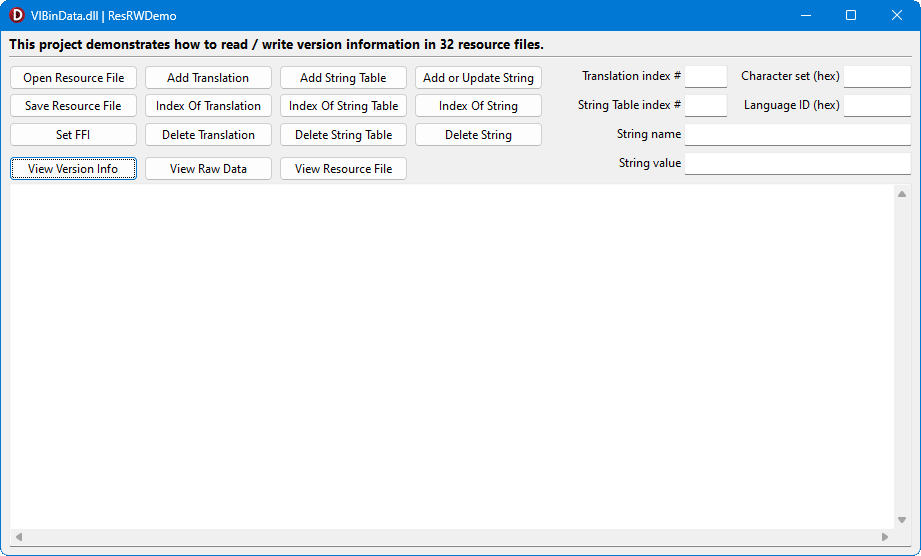 D VIBinData.dll | ResRWDemo
This project demonstrates how to read / write version information in 32 resource files.
Open Resource File Add Translation Add String Table Add or Update String Translation index # Character set (hex)
Save Resource File Index Of Translation Index Of String Table Index Of String String Table index # Language ID (hex)
Set FFI Delete Translation Delete String Table Delete String String name
View Version Info View Raw Data View Resource File String value